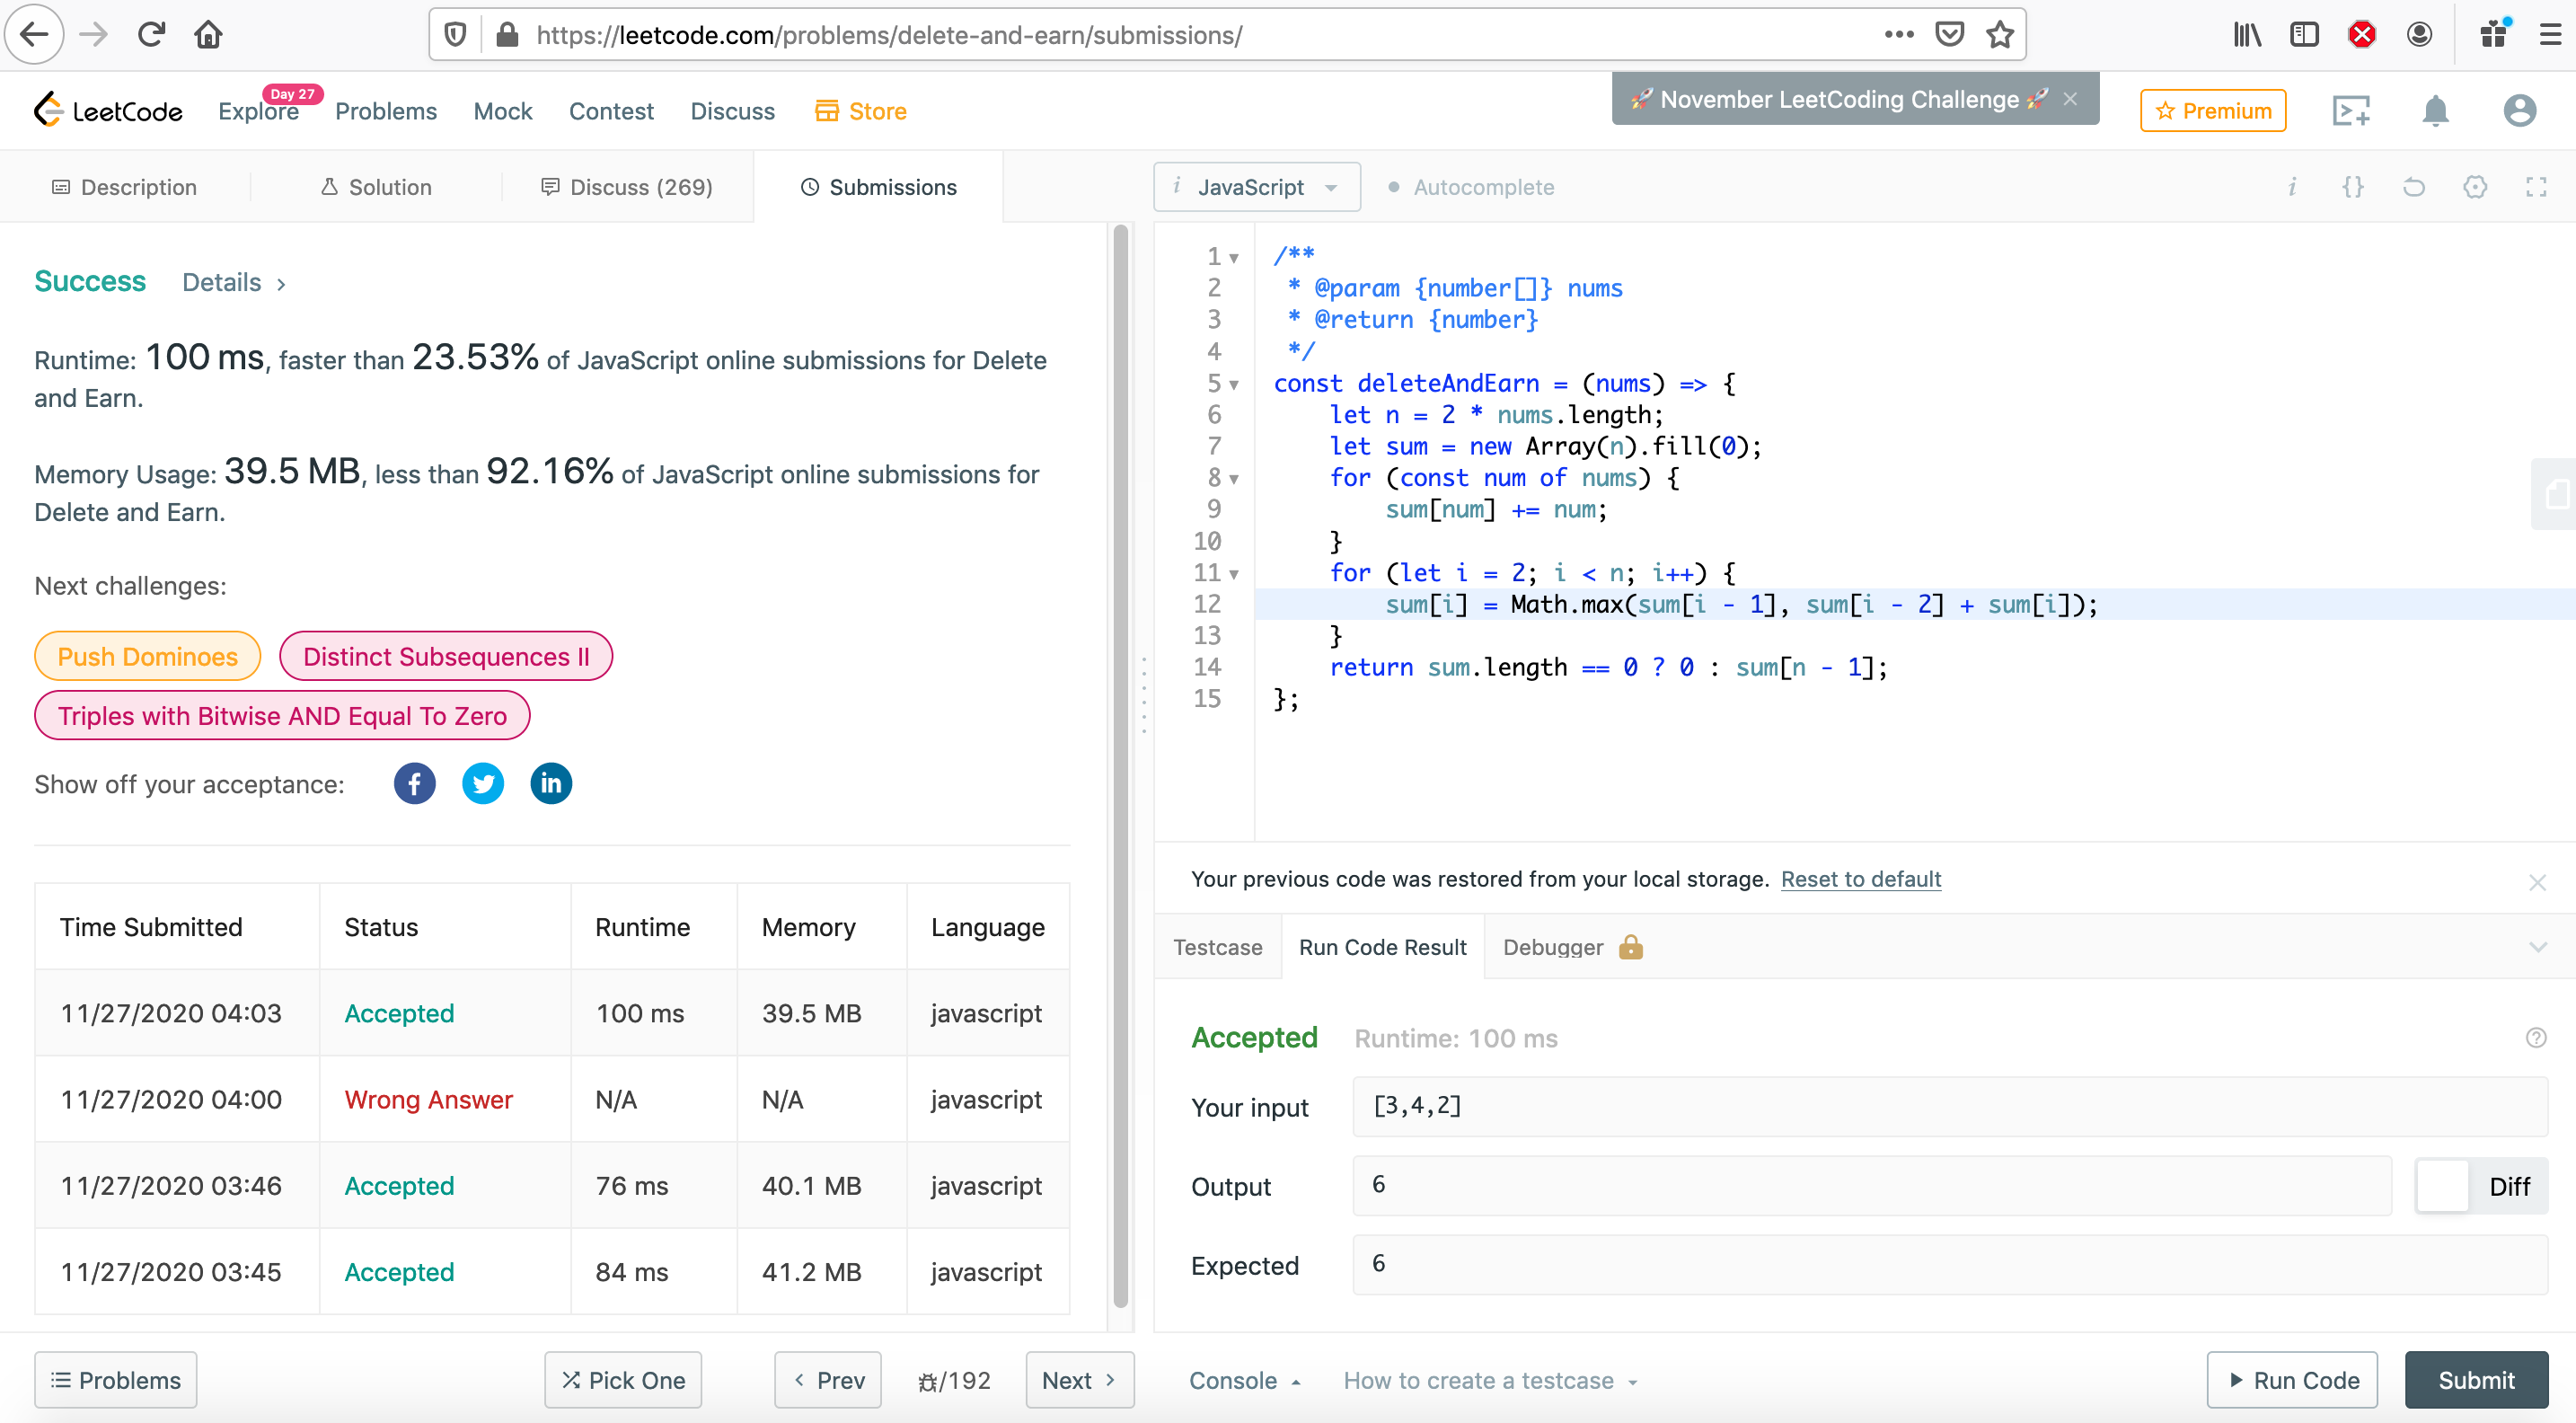 https://leetcode.com/problems/delete-and-earn/submissions/
LeetCode
Explore
Day 27
Problems
Mock
Contest
Discuss
Store
🚀 November LeetCoding Challenge 🚀
Premium
Description
Solution
Discuss (269)
Submissions
i JavaScript
Autocomplete
Success
Details
Runtime: 100 ms, faster than 23.53% of JavaScript online submissions for Delete
and Earn.
Memory Usage: 39.5 MB, less than 92.16% of JavaScript online submissions for
Delete and Earn.
Next challenges:
Push Dominoes
Distinct Subsequences II
Triples with Bitwise AND Equal To Zero
Show off your acceptance:
Time Submitted Status Runtime Memory Language
11/27/2020 04:03 Accepted 100 ms 39.5 MB javascript
11/27/2020 04:00 Wrong Answer N/A N/A javascript
11/27/2020 03:46 Accepted 76 ms 40.1 MB javascript
11/27/2020 03:45 Accepted 84 ms 41.2 MB javascript
Problems
Pick One
Prev
/192
Next
1 /**
2  * @param {number[]} nums
3  * @return {number}
4  */
5 const deleteAndEarn = (nums) => {
6     let n = 2 * nums.length;
7     let sum = new Array(n).fill(0);
8     for (const num of nums) {
9         sum[num] += num;
10     }
11     for (let i = 2; i < n; i++) {
12         sum[i] = Math.max(sum[i - 1], sum[i - 2] + sum[i]);
13     }
14     return sum.length == 0 ? 0 : sum[n - 1];
15 };
Your previous code was restored from your local storage. Reset to default
Testcase
Run Code Result
Debugger
Accepted
Runtime: 100 ms
Your input
[3,4,2]
Output
6
Diff
Expected
6
Console
How to create a testcase
Run Code
Submit